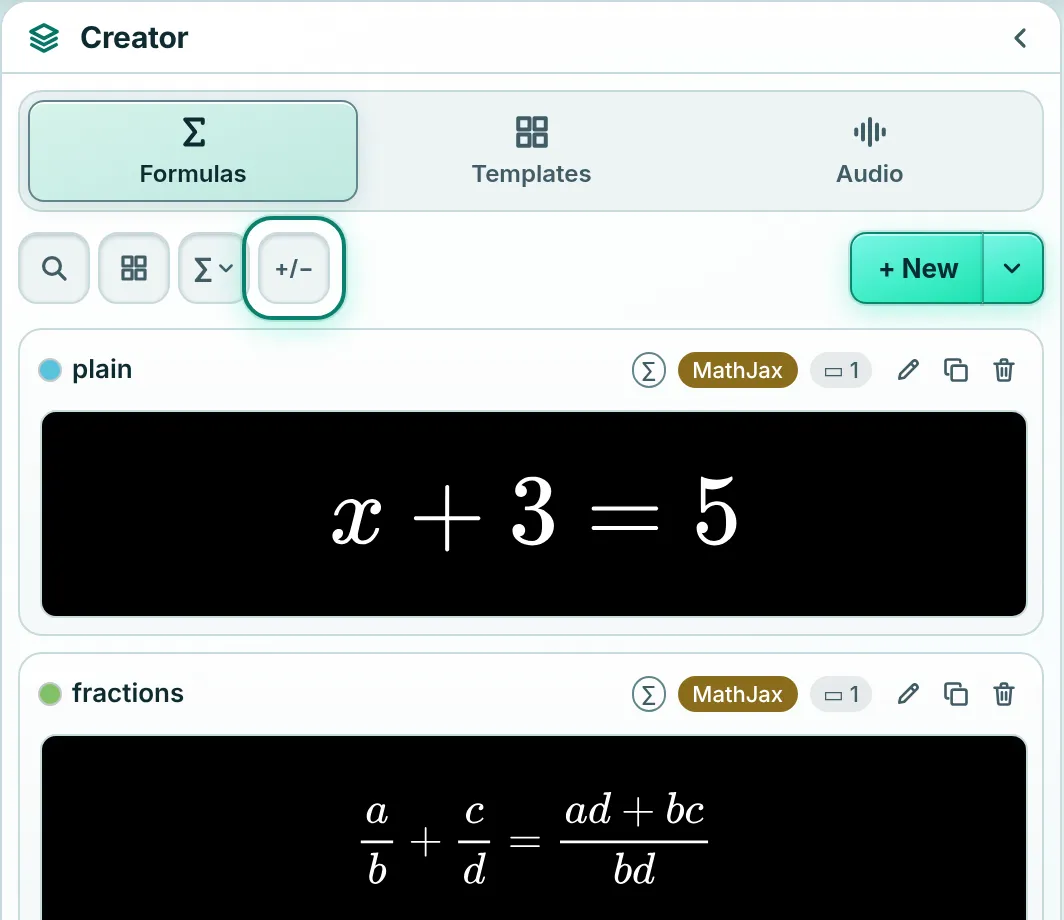 Creator
Σ
Formulas
Templates
Audio
Σ
+/−
+ New
plain
Σ
MathJax
1
x + 3 = 5
fractions
Σ
MathJax
1
a/b + c/d = (ad + bc)/bd